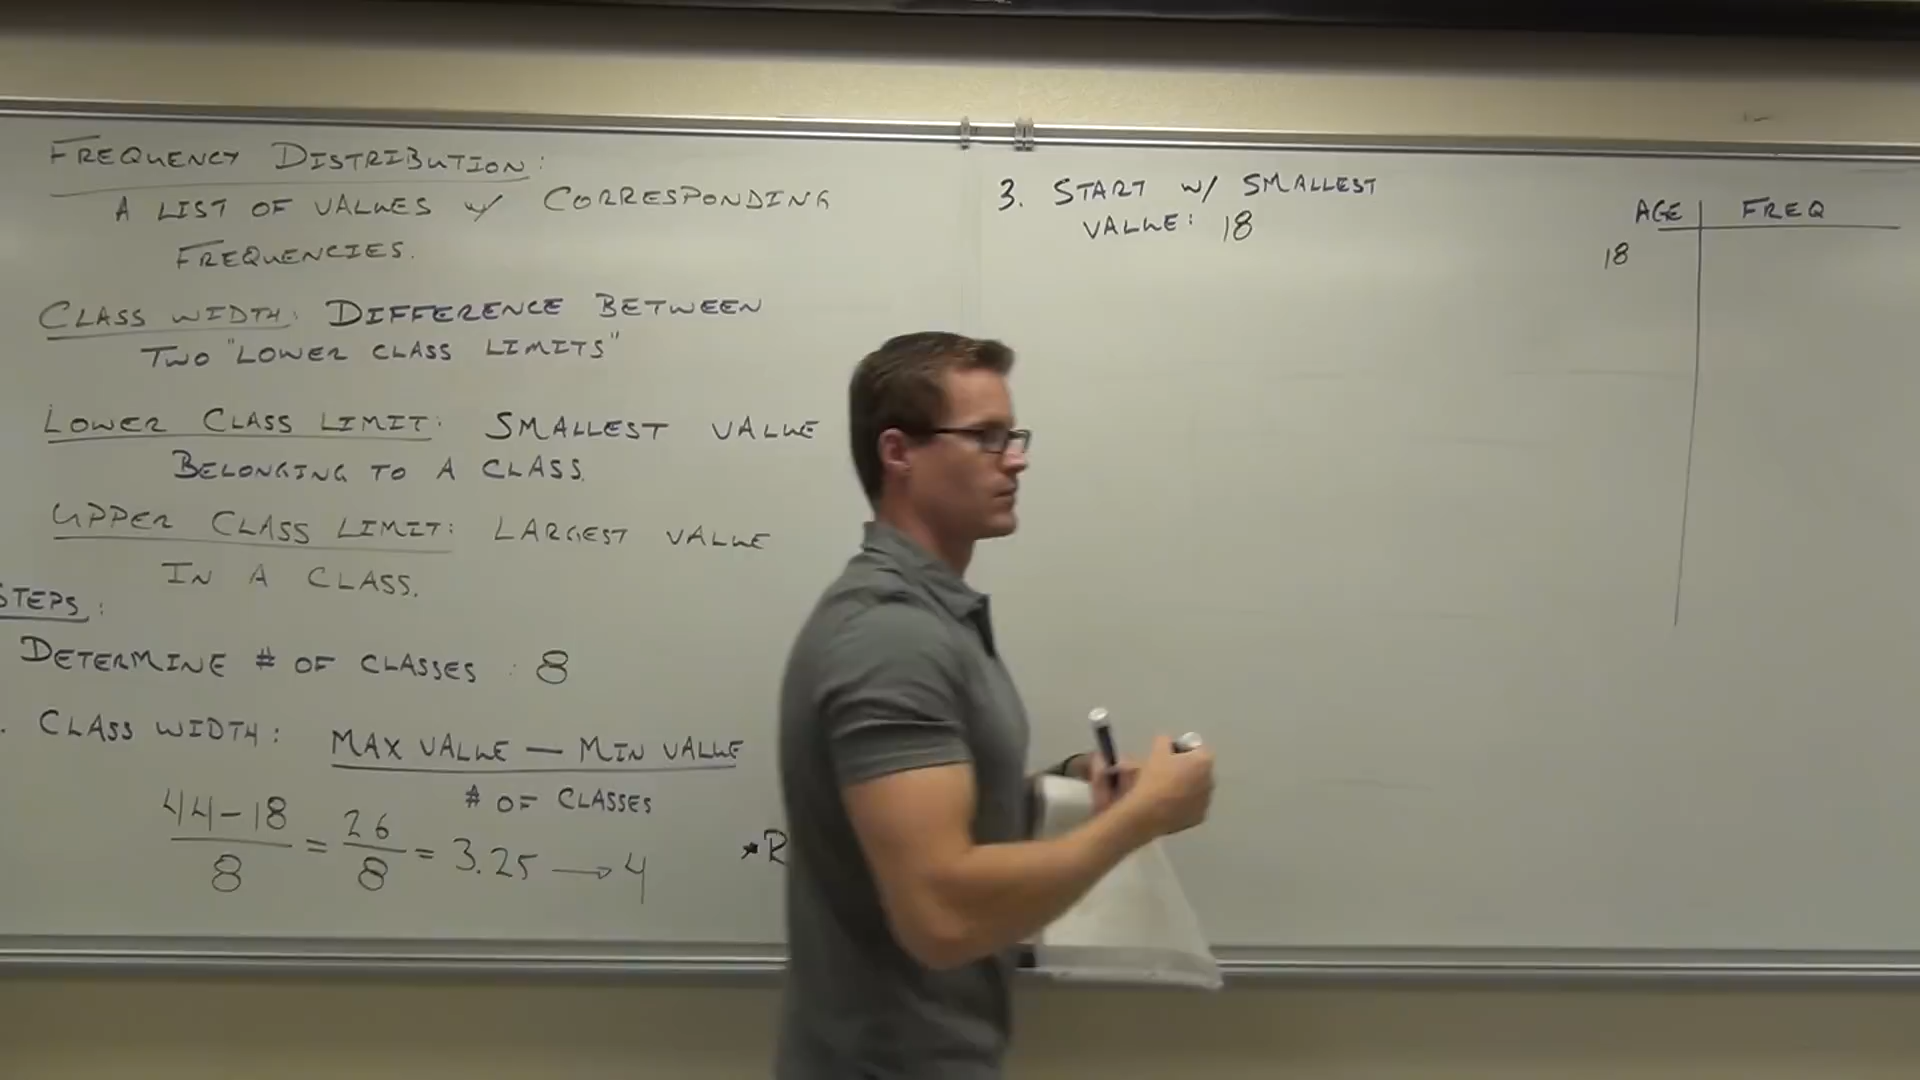 FREQUENCY DISTRIBUTION:
A LIST OF VALUES w/ CORRESPONDING
FREQUENCIES.
CLASS WIDTH: DIFFERENCE BETWEEN
TWO "LOWER CLASS LIMITS"
LOWER CLASS LIMIT: SMALLEST VALUE
BELONGING TO A CLASS.
UPPER CLASS LIMIT: LARGEST VALUE
IN A CLASS.
STEPS:
DETERMINE # OF CLASSES : 8
. CLASS WIDTH: MAX VALUE — MIN VALUE
# OF CLASSES
44-18 / 8 = 26 / 8 = 3.25 → 4
*R
3. START w/ SMALLEST
VALUE: 18
AGE | FREQ
18